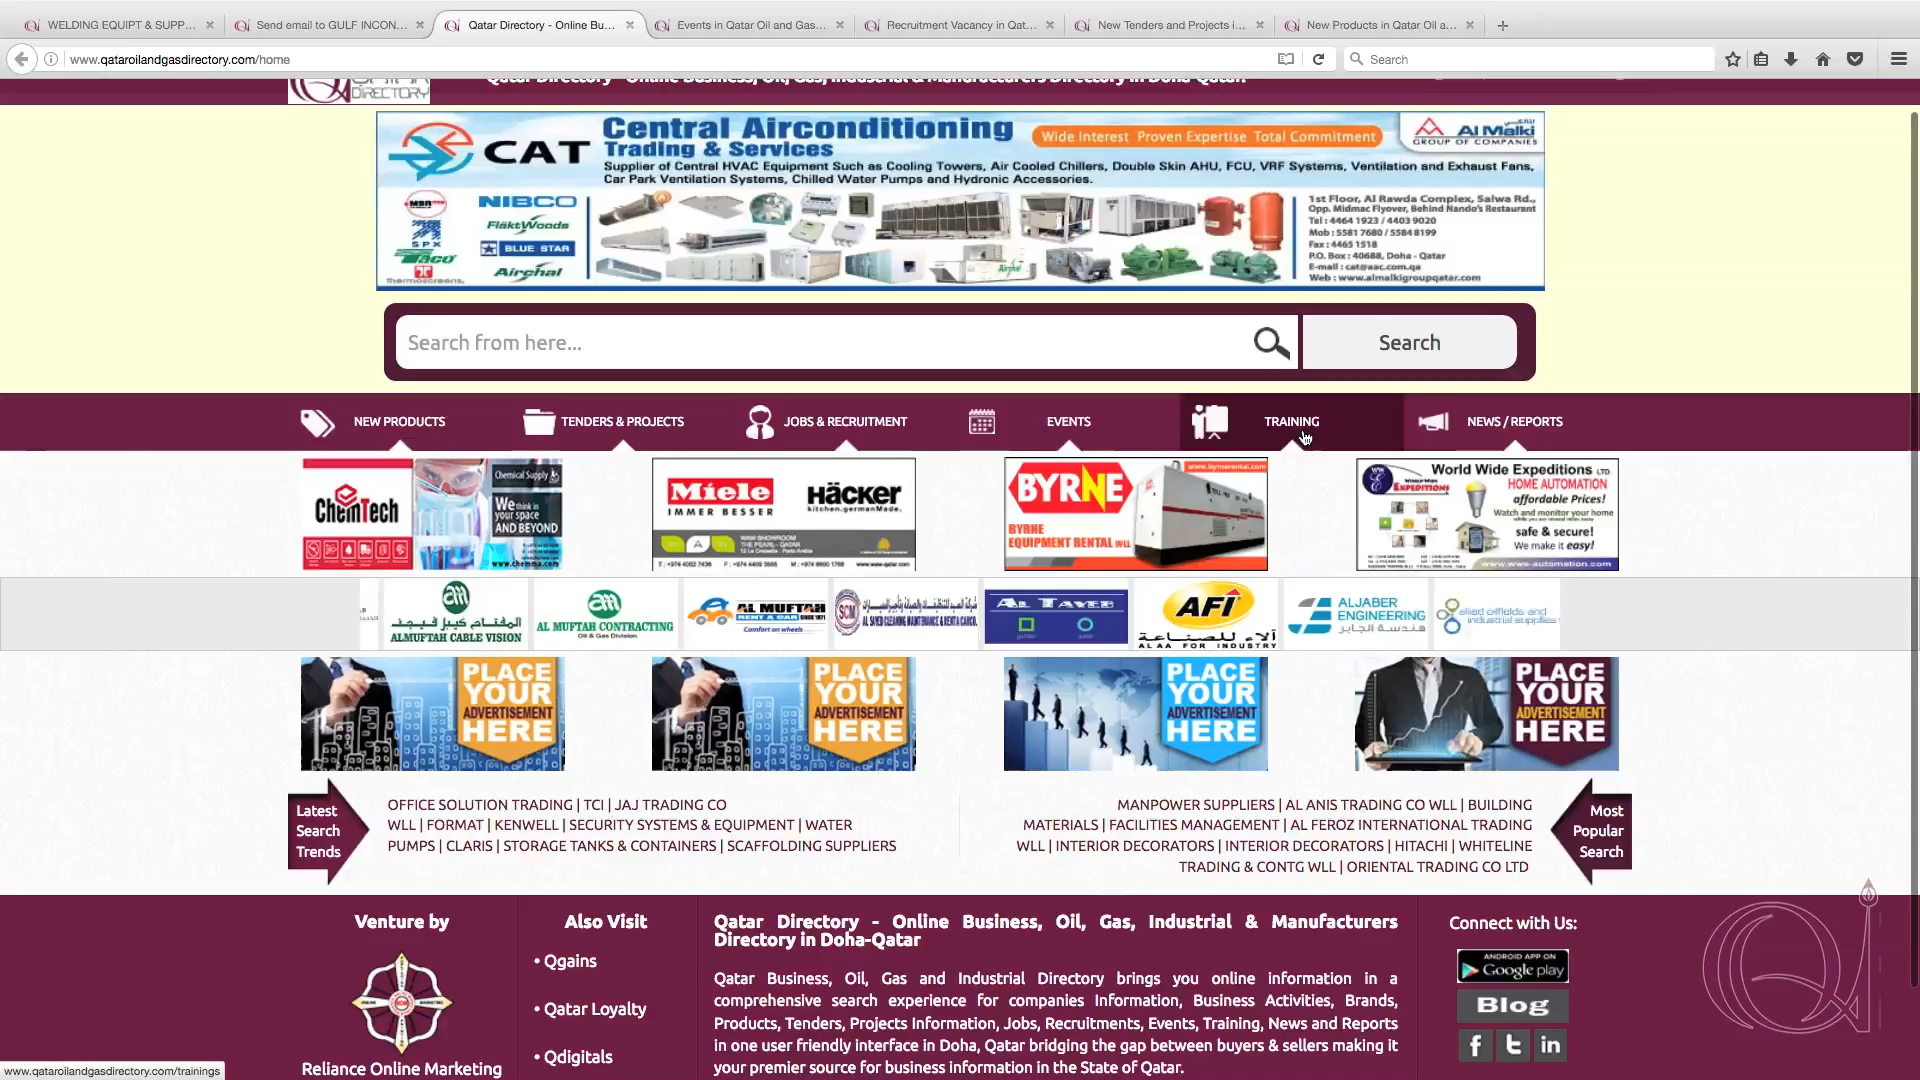 WELDING EQUIPT & SUPP...
Send email to GULF INCON...
Qatar Directory - Online Bu...
Events in Qatar Oil and Gas...
Recruitment Vacancy in Qat...
New Tenders and Projects i...
New Products in Qatar Oil a...
www.qataroilandgasdirectory.com/home
Search
DIRECTORY
Qatar Directory - Online Business, Oil, Gas, Industrial & Manufacturers Directory in Doha-Qatar.
CAT
Central Airconditioning
Trading & Services
Wide Interest Proven Expertise Total Commitment
Al Malki
GROUP OF COMPANIES
Supplier of Central HVAC Equipment Such as Cooling Towers, Air Cooled Chillers, Double Skin AHU, FCU, VRF Systems, Ventilation and Exhaust Fans,
Car Park Ventilation Systems, Chilled Water Pumps and Hydronic Accessories.
NIBCO
FläktWoods
SPX
BLUE STAR
Taco
Airchal
thermoscreens
1st Floor, Al Rawda Complex, Salwa Rd.,
Opp. Midmac Flyover, Behind Nando's Restaurant
Tel : 4464 1923 / 4403 9020
Mob : 5581 7680 / 5584 8199
Fax : 4465 1518
P.O. Box : 40688, Doha - Qatar
E-mail : cat@aac.com.qa
Web : www.almalkigroupqatar.com
Search from here...
Search
NEW PRODUCTS
TENDERS & PROJECTS
JOBS & RECRUITMENT
EVENTS
TRAINING
NEWS / REPORTS
ChemTech
Chemical Supply
We think in
your space
AND BEYOND
www.chemma.com
Miele
IMMER BESSER
HÄCKER
kitchen.germanMade.
WAW SHOWROOM
THE PEARL - QATAR
www.byrnerental.com
BYRNE
BYRNE
EQUIPMENT RENTAL WLL
World Wide Expeditions LTD.
HOME AUTOMATION
affordable Prices!
Watch and monitor your home
safe & secure!
We make it easy!
www.wwe-automation.com
ALMUFTAH CABLE VISION
المفتاح كيبل فيجن
AL MUFTAH CONTRACTING
Oil & Gas Division
AL MUFTAH
RENT A CAR SINCE 1971
Comfort on wheels
SCM
AL SAYED CLEANING MAINTENANCE & RENT A CAR CO.
AL TAYEB
AFI
آلاء للصناعة
ALAA FOR INDUSTRY
ALJABER
ENGINEERING
هندسة الجابر
allied oilfields and
industrial supplies
PLACE
YOUR
ADVERTISEMENT
HERE
PLACE
YOUR
ADVERTISEMENT
HERE
PLACE
YOUR
ADVERTISEMENT
HERE
PLACE
YOUR
ADVERTISEMENT
HERE
Latest
Search
Trends
OFFICE SOLUTION TRADING | TCI | JAJ TRADING CO
WLL | FORMAT | KENWELL | SECURITY SYSTEMS & EQUIPMENT | WATER
PUMPS | CLARIS | STORAGE TANKS & CONTAINERS | SCAFFOLDING SUPPLIERS
MANPOWER SUPPLIERS | AL ANIS TRADING CO WLL | BUILDING
MATERIALS | FACILITIES MANAGEMENT | AL FEROZ INTERNATIONAL TRADING
WLL | INTERIOR DECORATORS | INTERIOR DECORATORS | HITACHI | WHITELINE
TRADING & CONTG WLL | ORIENTAL TRADING CO LTD
Most
Popular
Search
Venture by
Reliance Online Marketing
Also Visit
• Qgains
• Qatar Loyalty
• Qdigitals
Qatar Directory - Online Business, Oil, Gas, Industrial & Manufacturers
Directory in Doha-Qatar
Qatar Business, Oil, Gas and Industrial Directory brings you online information in a
comprehensive search experience for companies Information, Business Activities, Brands,
Products, Tenders, Projects Information, Jobs, Recruitments, Events, Training, News and Reports
in one user friendly interface in Doha, Qatar bridging the gap between buyers & sellers making it
your premier source for business information in the State of Qatar.
Connect with Us:
ANDROID APP ON
Google play
Blog
www.qataroilandgasdirectory.com/trainings